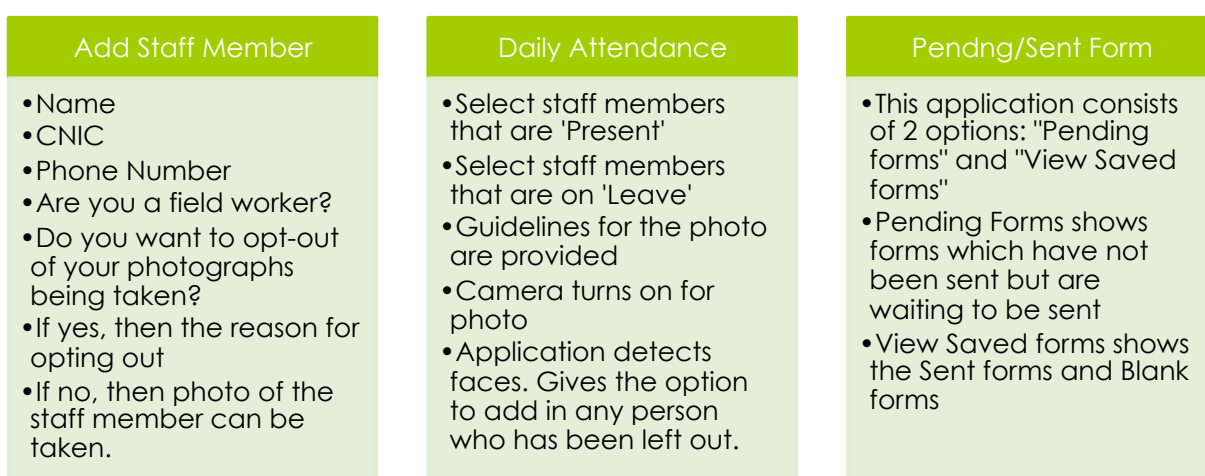 Add Staff Member
•Name
•CNIC
•Phone Number
•Are you a field worker?
•Do you want to opt-out
of your photographs
being taken?
•If yes, then the reason for
opting out
•If no, then photo of the
staff member can be
taken.
Daily Attendance
•Select staff members
that are 'Present'
•Select staff members
that are on 'Leave'
•Guidelines for the photo
are provided
•Camera turns on for
photo
•Application detects
faces. Gives the option
to add in any person
who has been left out.
Pendng/Sent Form
•This application consists
of 2 options: "Pending
forms" and "View Saved
forms"
•Pending Forms shows
forms which have not
been sent but are
waiting to be sent
•View Saved forms shows
the Sent forms and Blank
forms